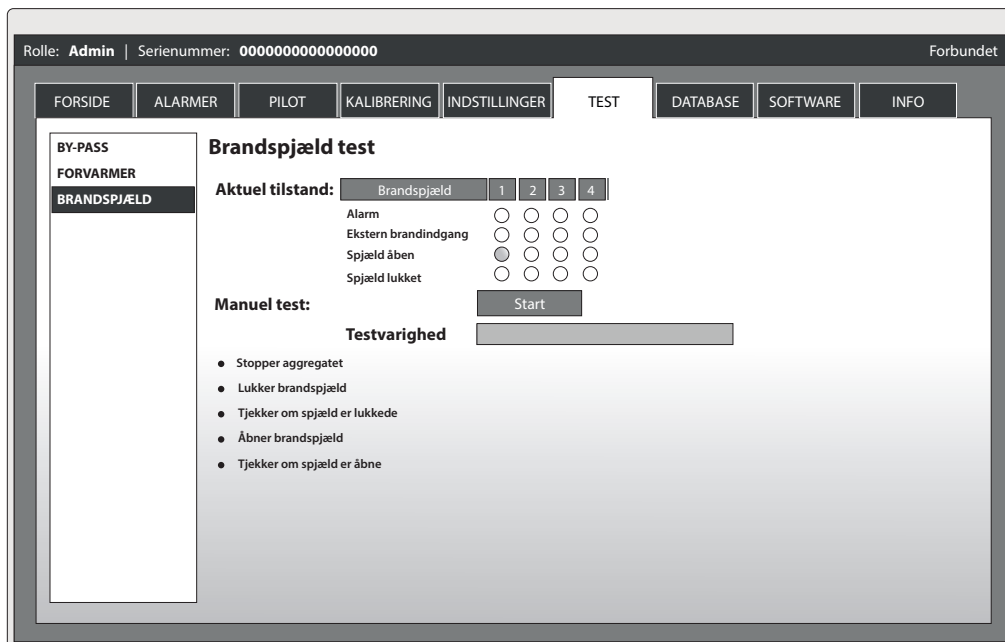 Rolle: Admin | Serienummer: 0000000000000000 Forbundet
FORSIDE ALARMER PILOT KALIBRERING INDSTILLINGER TEST DATABASE SOFTWARE INFO
BY-PASS
FORVARMER
BRANDSPJÆLD
Brandspjæld test
Aktuel tilstand: Brandspjæld 1 2 3 4
Alarm
Ekstern brandindgang
Spjæld åben
Spjæld lukket
Manuel test: Start
Testvarighed
• Stopper aggregatet
• Lukker brandspjæld
• Tjekker om spjæld er lukkede
• Åbner brandspjæld
• Tjekker om spjæld er åbne